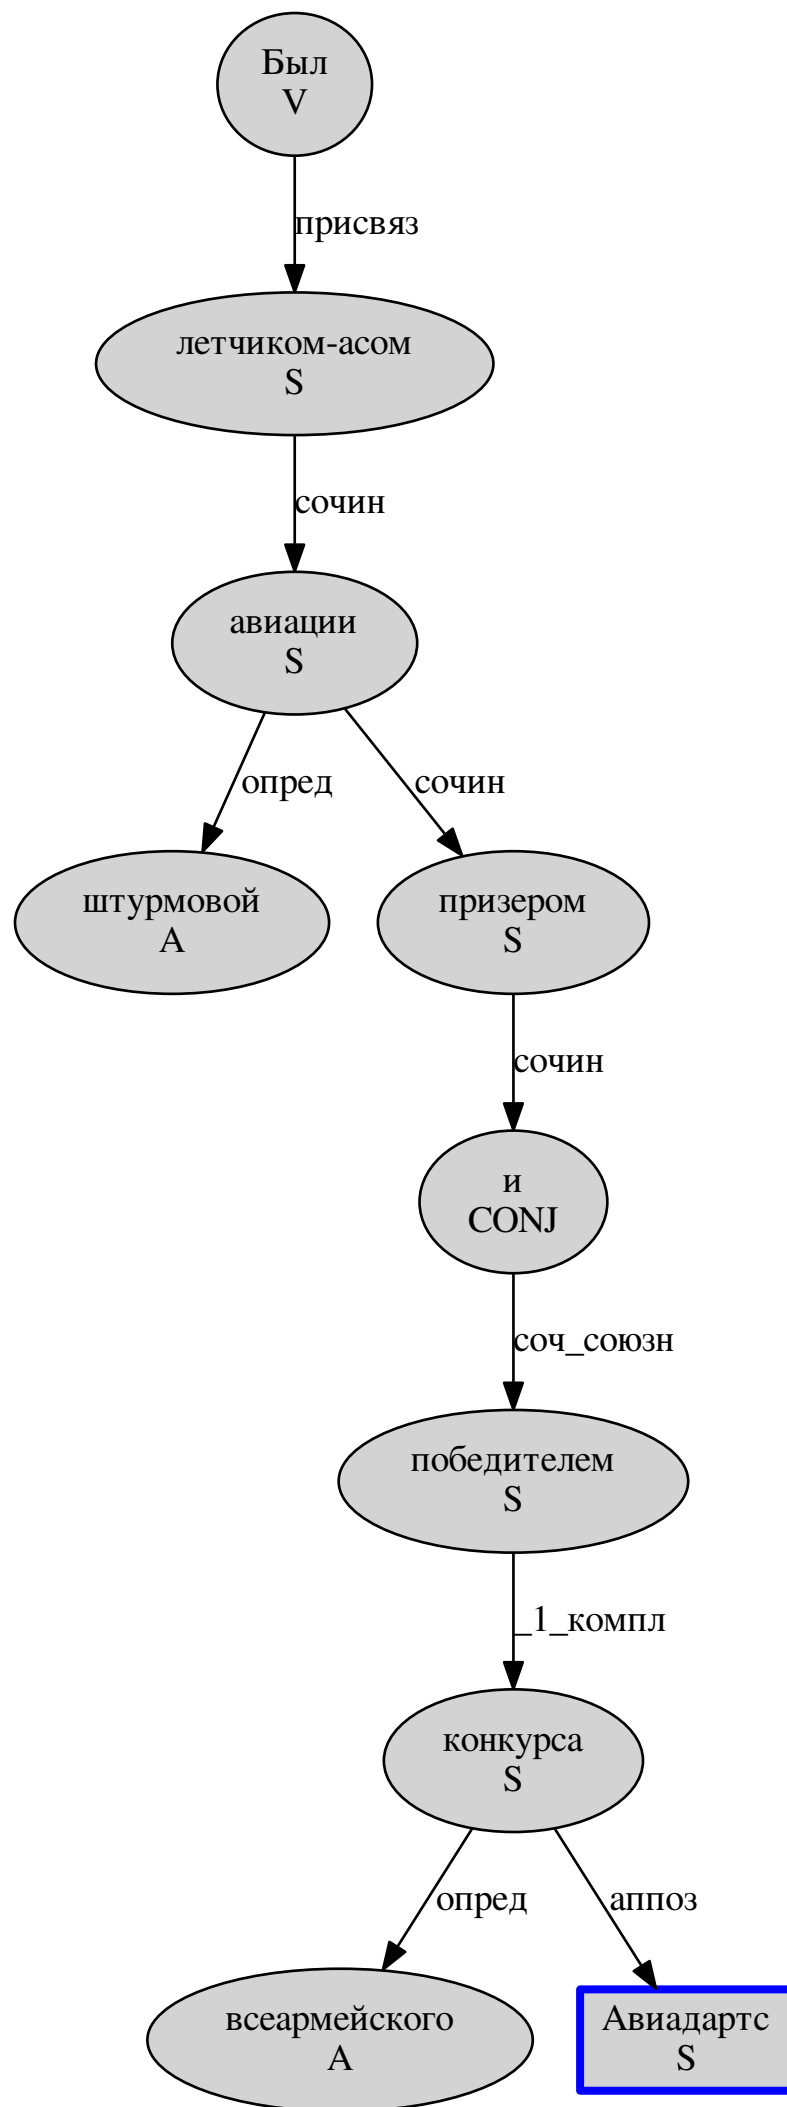 Был
V
присвяз
летчиком-асом
S
сочин
авиации
S
опред
сочин
штурмовой
A
призером
S
сочин
и
CONJ
соч_союзн
победителем
S
_1_компл
конкурса
S
опред
аппоз
всеармейского
A
Авиадартс
S